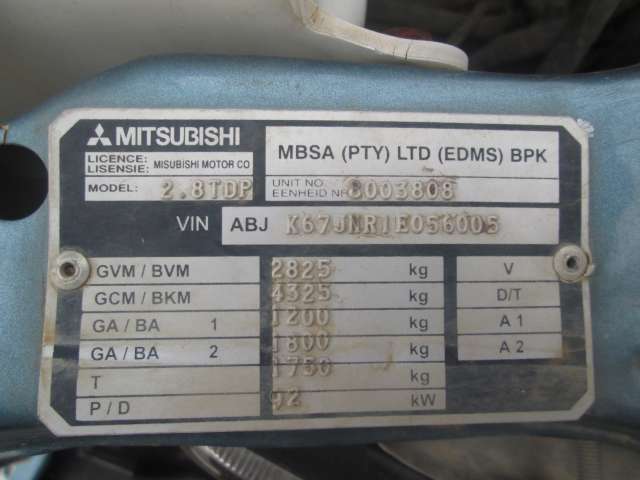 MITSUBISHI
LICENCE:
LISENSIE: MISUBISHI MOTOR CO
MODEL: 2.8TDP
MBSA (PTY) LTD (EDMS) BPK
UNIT NO
EENHEID NR 8003808
VIN ABJ K67JNR1E056005
GVM / BVM 2825 kg V
GCM / BKM 4325 kg D/T
GA / BA 1 1200 kg A 1
GA / BA 2 1800 kg A 2
T 1750 kg
P / D 92 kW